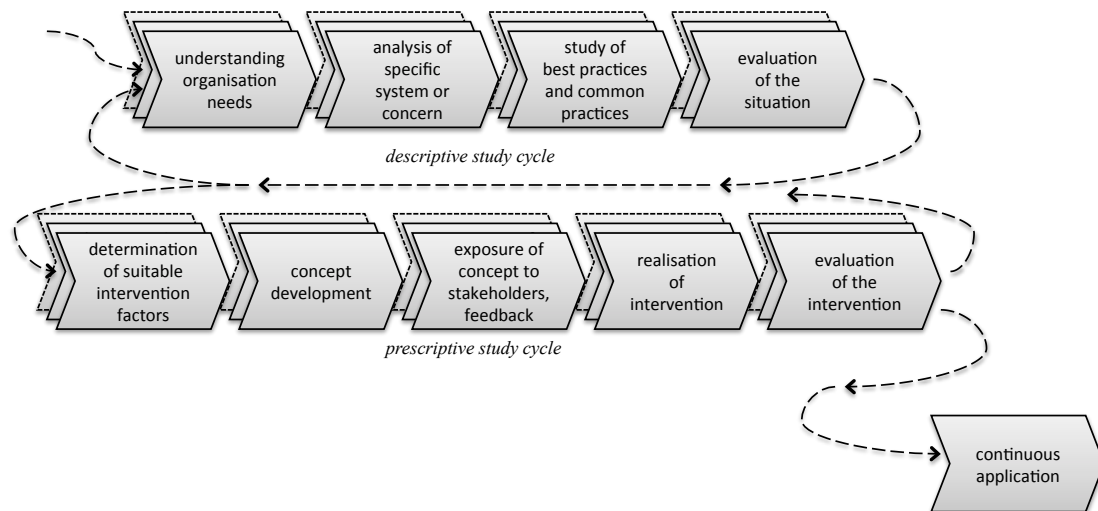 understanding
organisation
needs
analysis of
specific
system or
concern
study of
best practices
and common
practices
evaluation
of the
situation
descriptive study cycle
determination
of suitable
intervention
factors
concept
development
exposure of
concept to
stakeholders,
feedback
realisation
of
intervention
evaluation
of the
intervention
prescriptive study cycle
continuous
application